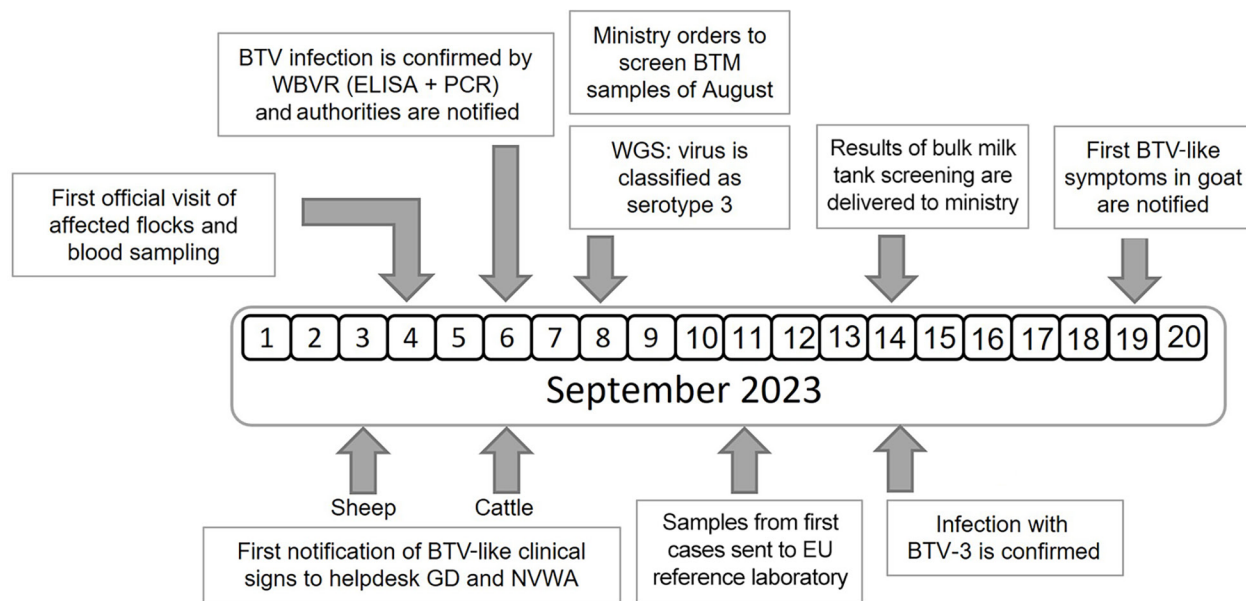 BTV infection is confirmed by
WBVR (ELISA + PCR)
and authorities are notified
Ministry orders to
screen BTM
samples of August
First official visit of
affected flocks and
blood sampling
WGS: virus is
classified as
serotype 3
Results of bulk milk
tank screening are
delivered to ministry
First BTV-like
symptoms in goat
are notified
1 2 3 4 5 6 7 8 9 10 11 12 13 14 15 16 17 18 19 20
September 2023
Sheep Cattle
First notification of BTV-like clinical
signs to helpdesk GD and NVWA
Samples from first
cases sent to EU
reference laboratory
Infection with
BTV-3 is confirmed